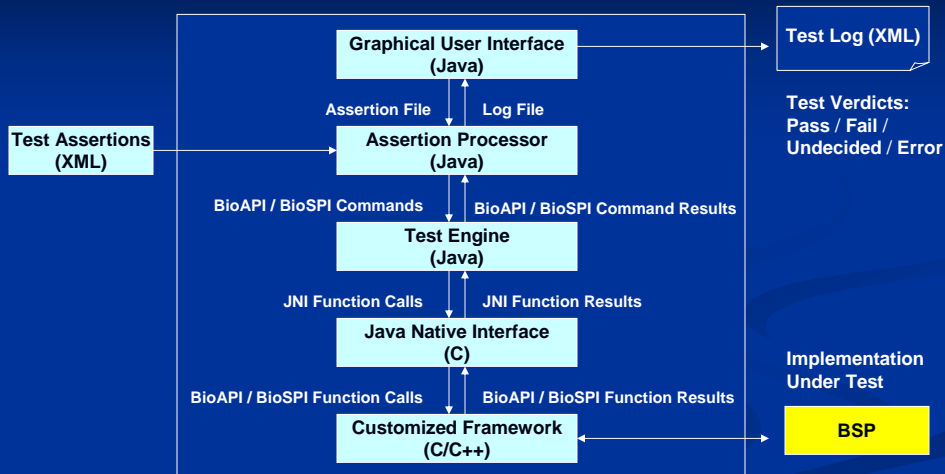 Graphical User Interface
(Java)
Test Log (XML)
Assertion File
Log File
Test Verdicts:
Pass / Fail /
Undecided / Error
Test Assertions
(XML)
Assertion Processor
(Java)
BioAPI / BioSPI Commands
BioAPI / BioSPI Command Results
Test Engine
(Java)
JNI Function Calls
JNI Function Results
Java Native Interface
(C)
Implementation
Under Test
BioAPI / BioSPI Function Calls
BioAPI / BioSPI Function Results
Customized Framework
(C/C++)
BSP